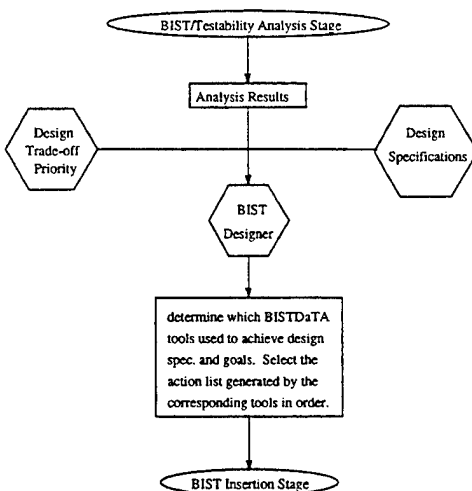 BIST/Testability Analysis Stage
Analysis Results
Design
Trade-off
Priority
Design
Specifications
BIST
Designer
determine which BISTDaTA
tools used to achieve design
spec. and goals. Select the
action list generated by the
corresponding tools in order.
BIST Insertion Stage